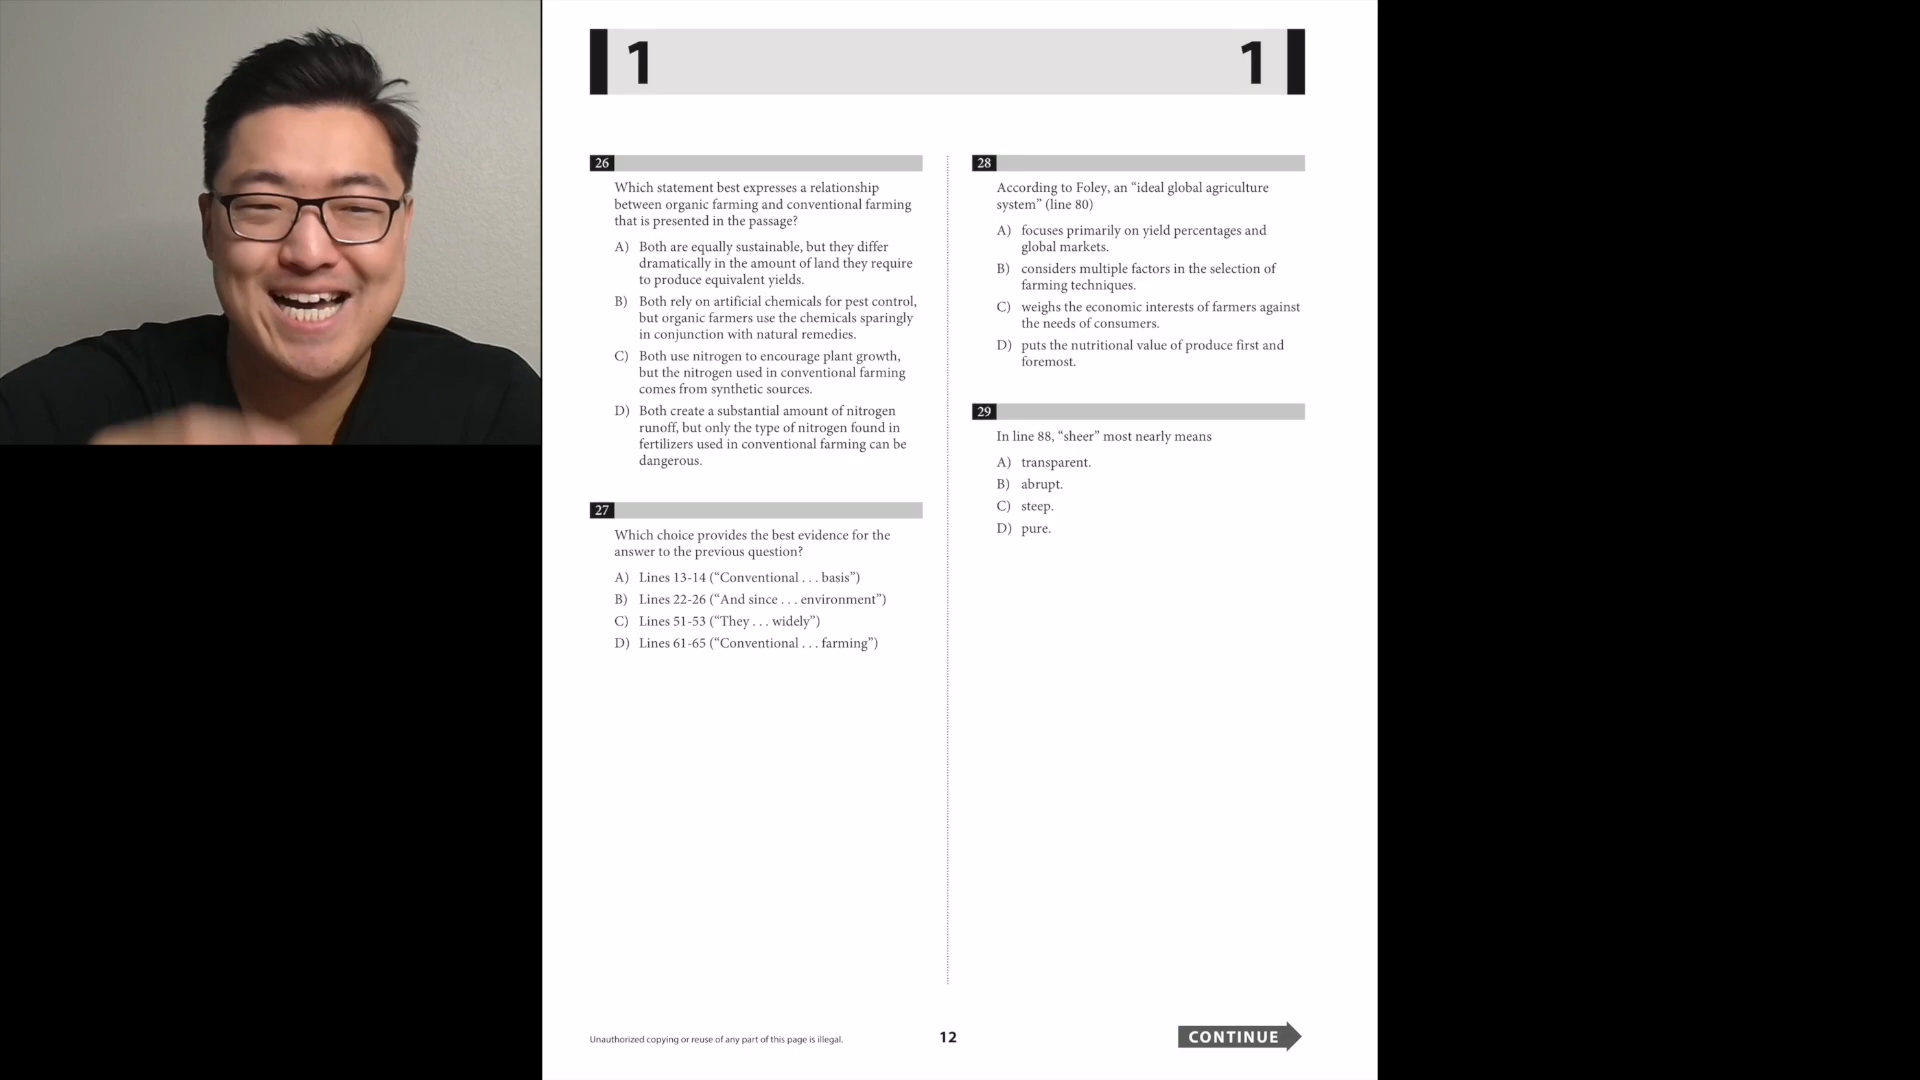 1
1
26
Which statement best expresses a relationship
between organic farming and conventional farming
that is presented in the passage?
A) Both are equally sustainable, but they differ
dramatically in the amount of land they require
to produce equivalent yields.
B) Both rely on artificial chemicals for pest control,
but organic farmers use the chemicals sparingly
in conjunction with natural remedies.
C) Both use nitrogen to encourage plant growth,
but the nitrogen used in conventional farming
comes from synthetic sources.
D) Both create a substantial amount of nitrogen
runoff, but only the type of nitrogen found in
fertilizers used in conventional farming can be
dangerous.
27
Which choice provides the best evidence for the
answer to the previous question?
A) Lines 13-14 (“Conventional . . . basis”)
B) Lines 22-26 (“And since . . . environment”)
C) Lines 51-53 (“They . . . widely”)
D) Lines 61-65 (“Conventional . . . farming”)
28
According to Foley, an “ideal global agriculture
system” (line 80)
A) focuses primarily on yield percentages and
global markets.
B) considers multiple factors in the selection of
farming techniques.
C) weighs the economic interests of farmers against
the needs of consumers.
D) puts the nutritional value of produce first and
foremost.
29
In line 88, “sheer” most nearly means
A) transparent.
B) abrupt.
C) steep.
D) pure.
Unauthorized copying or reuse of any part of this page is illegal.
12
CONTINUE